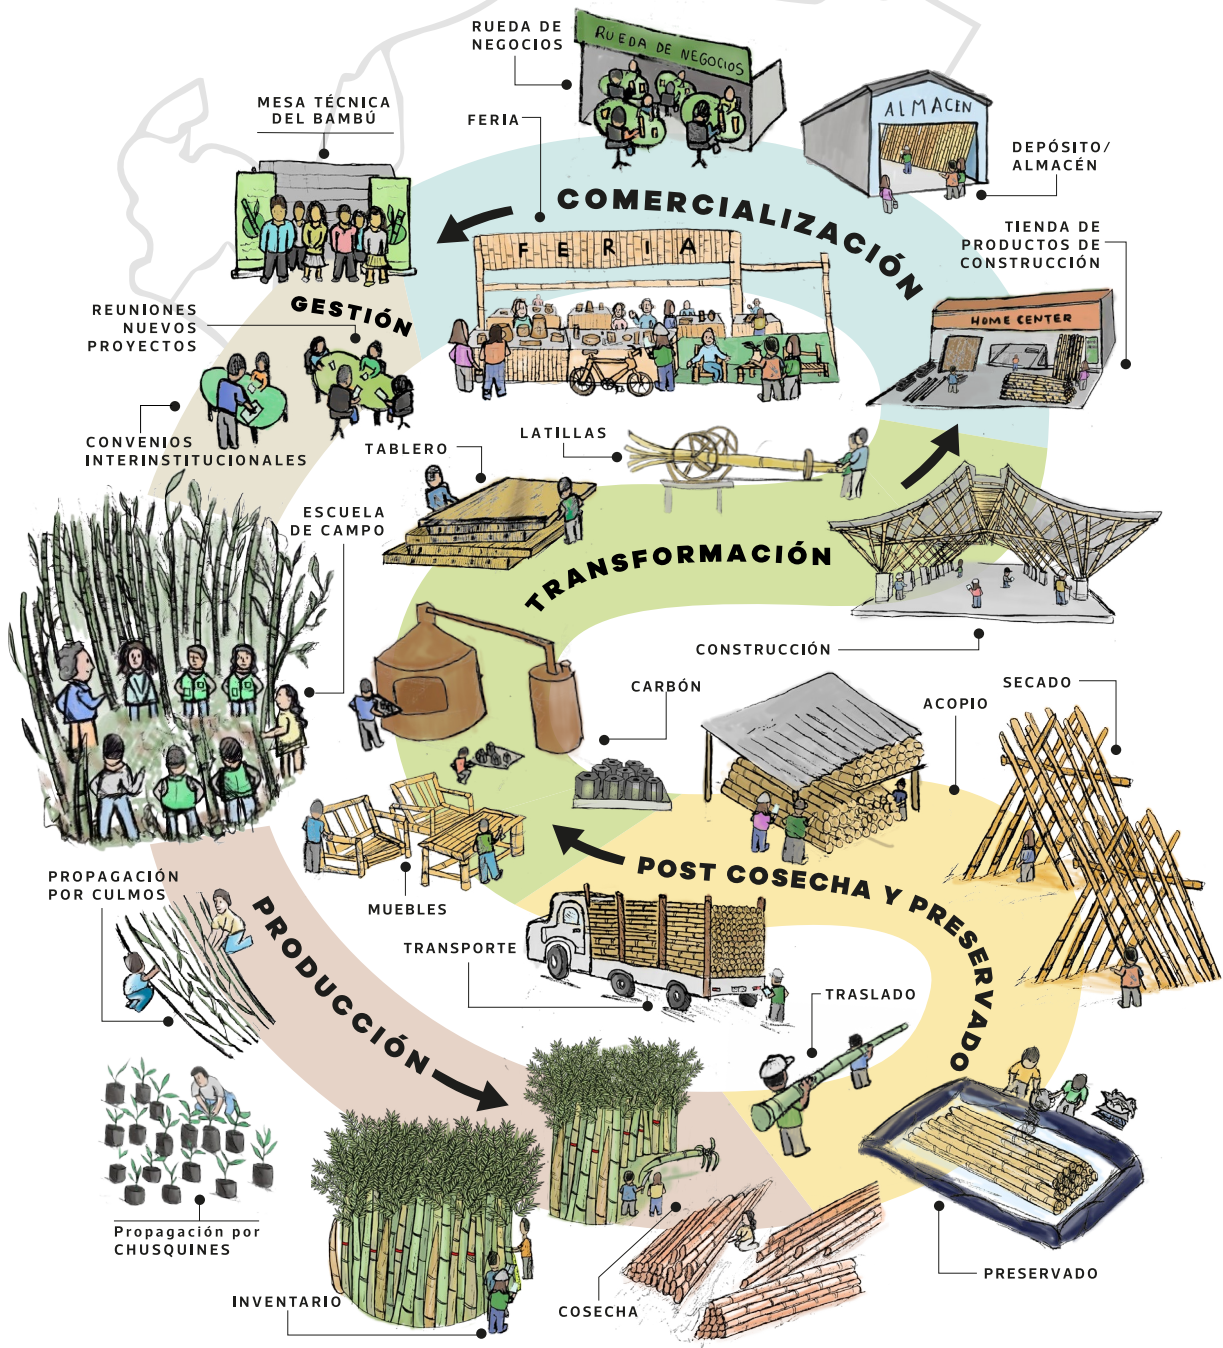 RUEDA DE
NEGOCIOS
RUEDA DE NEGOCIOS
MESA TÉCNICA
DEL BAMBÚ
FERIA
ALMACEN
DEPÓSITO/
ALMACÉN
COMERCIALIZACIÓN
TIENDA DE
PRODUCTOS DE
CONSTRUCCIÓN
FERIA
GESTIÓN
REUNIONES
NUEVOS
PROYECTOS
HOME CENTER
CONVENIOS
INTERINSTITUCIONALES
TABLERO
LATILLAS
ESCUELA
DE CAMPO
TRANSFORMACIÓN
CONSTRUCCIÓN
CARBÓN
ACOPIO
SECADO
POST COSECHA Y PRESERVADO
PROPAGACIÓN
POR CULMOS
MUEBLES
PRODUCCIÓN
TRANSPORTE
TRASLADO
Propagación por
CHUSQUINES
INVENTARIO
COSECHA
PRESERVADO